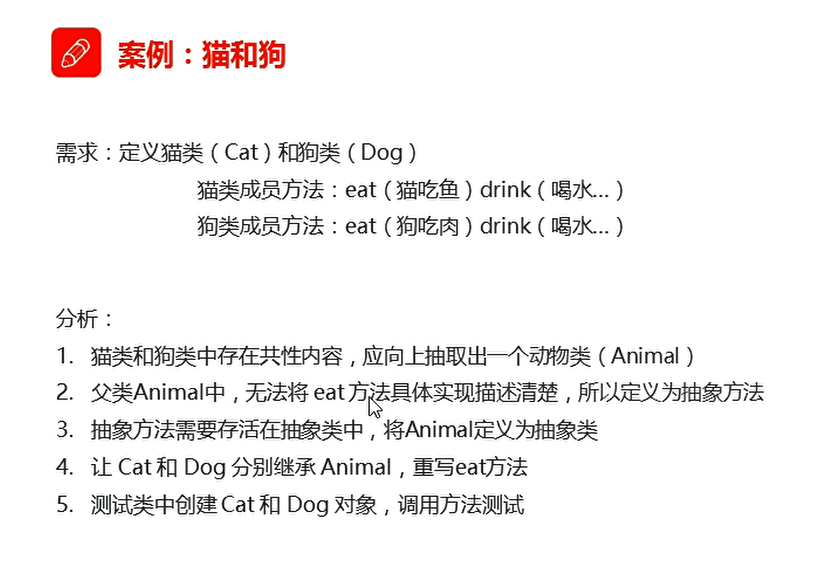 案例：猫和狗
需求：定义猫类（Cat）和狗类（Dog）
猫类成员方法：eat（猫吃鱼）drink（喝水…）
狗类成员方法：eat（狗吃肉）drink（喝水…）
分析：
1. 猫类和狗类中存在共性内容，应向上抽取出一个动物类（Animal）
2. 父类Animal中，无法将 eat 方法具体实现描述清楚，所以定义为抽象方法
3. 抽象方法需要存活在抽象类中，将Animal定义为抽象类
4. 让 Cat 和 Dog 分别继承 Animal，重写eat方法
5. 测试类中创建 Cat 和 Dog 对象，调用方法测试